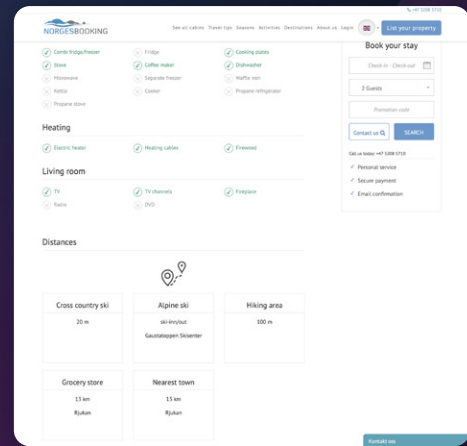 +47 5208 5710
NORGESBOOKING
See all cabins Travel tips Seasons Activities Destinations About us Login List your property
Combi fridge/freezer Fridge Cooking plates
Stove Coffee maker Dishwasher
Microwave Separate freezer Waffle iron
Kettle Cooker Propane refrigerator
Propane stove
Heating
Electric heater Heating cables Firewood
Living room
TV TV channels Fireplace
Radio DVD
Distances
Cross country ski
20 m
Alpine ski
ski-inn/out
Gaustatoppen Skisenter
Hiking area
100 m
Grocery store
13 km
Rjukan
Nearest town
13 km
Rjukan
Book your stay
Check-in - Check-out
2 Guests
Promotion code
Contact us SEARCH
Call us today: +47 5208 5710
Personal service
Secure payment
Email confirmation
Kontakt oss